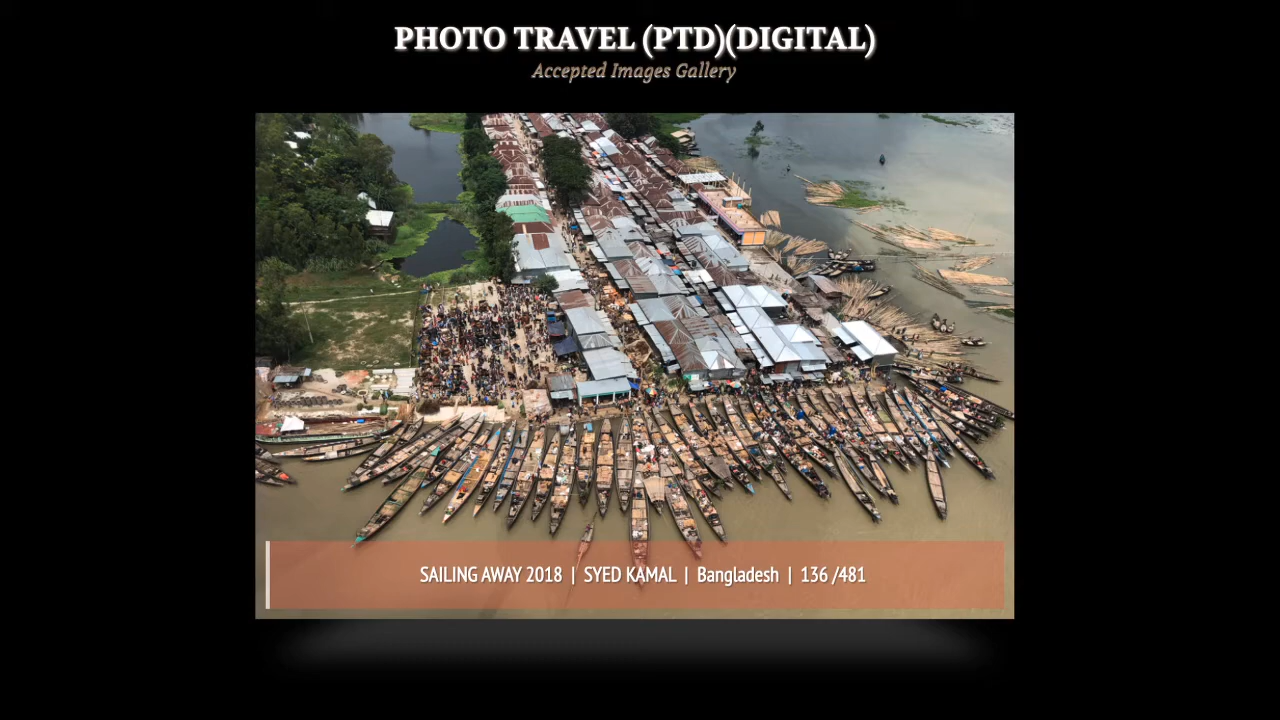 PHOTO TRAVEL (PTD)(DIGITAL)
Accepted Images Gallery
SAILING AWAY 2018 | SYED KAMAL | Bangladesh | 136 /481